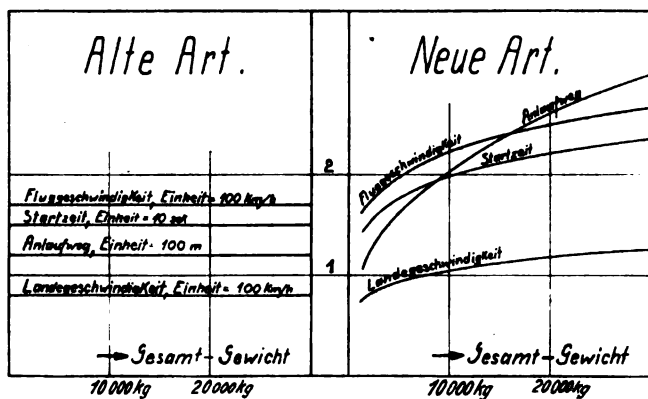 Alte Art.
Fluggeschwindigkeit, Einheit = 100 Km/h
Startzeit, Einheit = 10 sek
Anlaufweg, Einheit = 100 m
Landegeschwindigkeit, Einheit = 100 Km/h
→ Gesamt-Gewicht
10 000 kg
20 000 kg
2
1
Neue Art.
Anlaufweg
Fluggeschwindigkeit
Startzeit
Landegeschwindigkeit
→ Gesamt-Gewicht
10 000 kg
20 000 kg